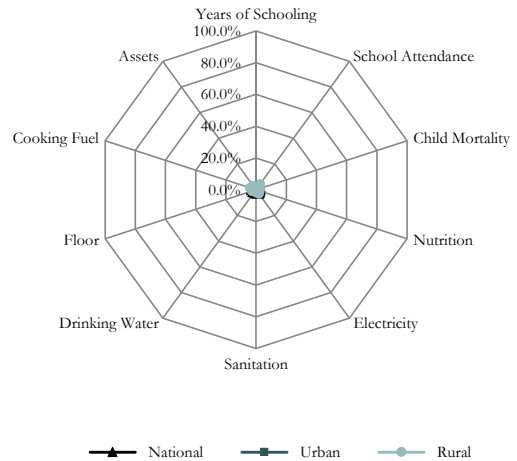 Years of Schooling
100.0%
Assets
School Attendance
80.0%
60.0%
40.0%
Cooking Fuel
Child Mortality
20.0%
0.0%
Floor
Nutrition
Drinking Water
Electricity
Sanitation
National
Urban
Rural